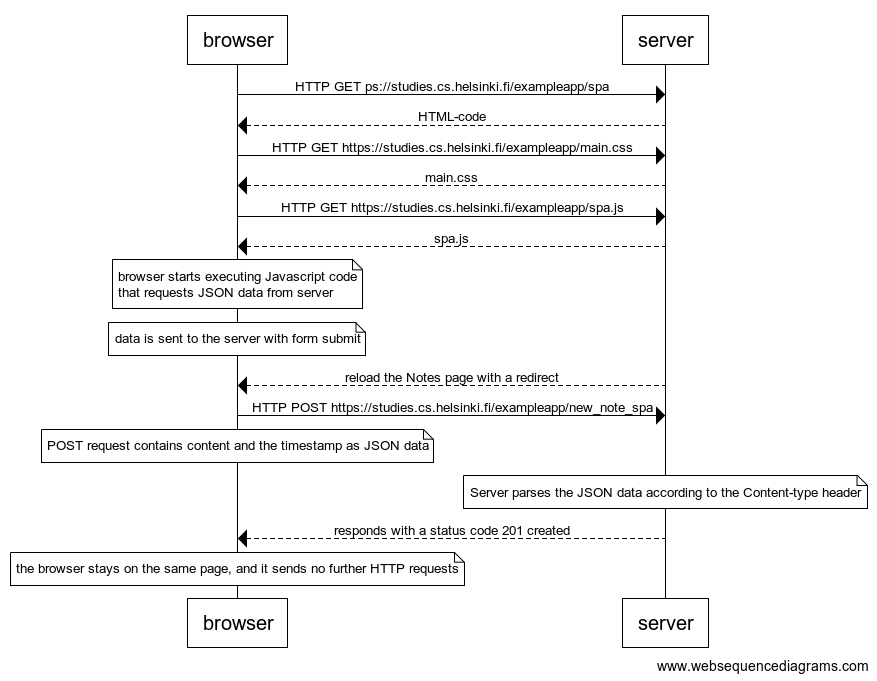 browser
server
HTTP GET ps://studies.cs.helsinki.fi/exampleapp/spa
HTML-code
HTTP GET https://studies.cs.helsinki.fi/exampleapp/main.css
main.css
HTTP GET https://studies.cs.helsinki.fi/exampleapp/spa.js
spa.js
browser starts executing Javascript code
that requests JSON data from server
data is sent to the server with form submit
reload the Notes page with a redirect
HTTP POST https://studies.cs.helsinki.fi/exampleapp/new_note_spa
POST request contains content and the timestamp as JSON data
Server parses the JSON data according to the Content-type header
responds with a status code 201 created
the browser stays on the same page, and it sends no further HTTP requests
browser
server
www.websequencediagrams.com